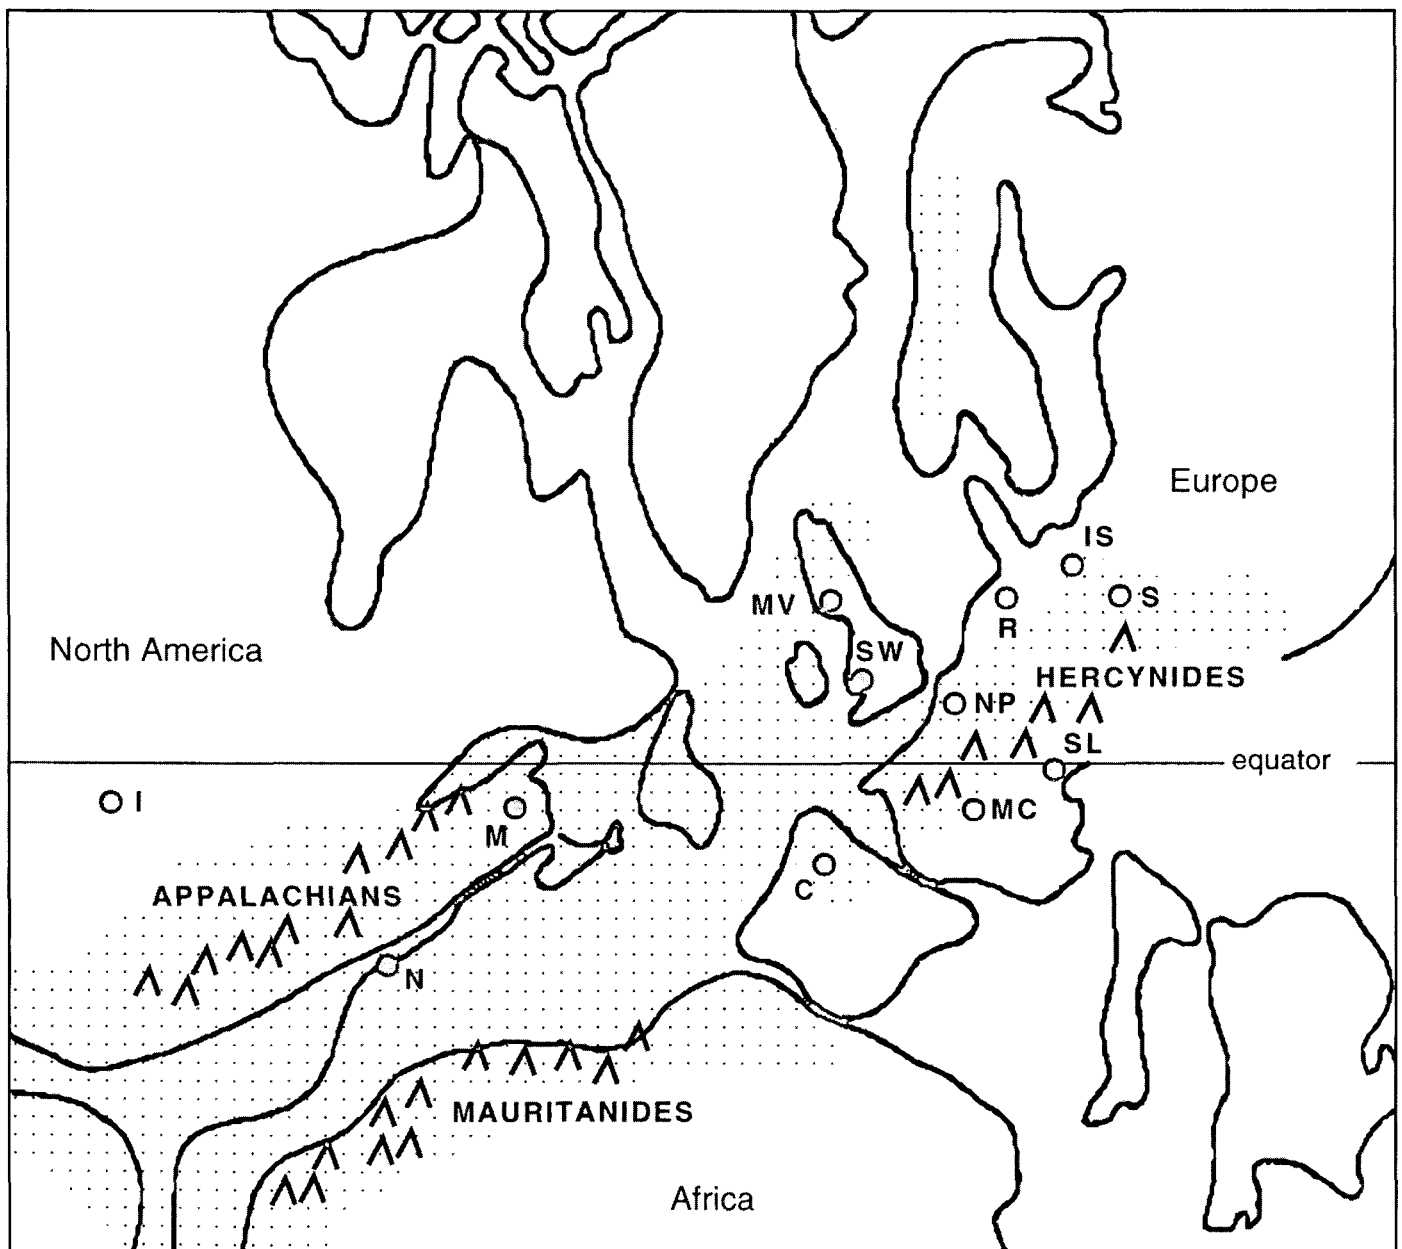 Europe
IS
MV
S
R
North America
SW
HERCYNIDES
NP
SL
equator
I
M
MC
C
APPALACHIANS
N
MAURITANIDES
Africa